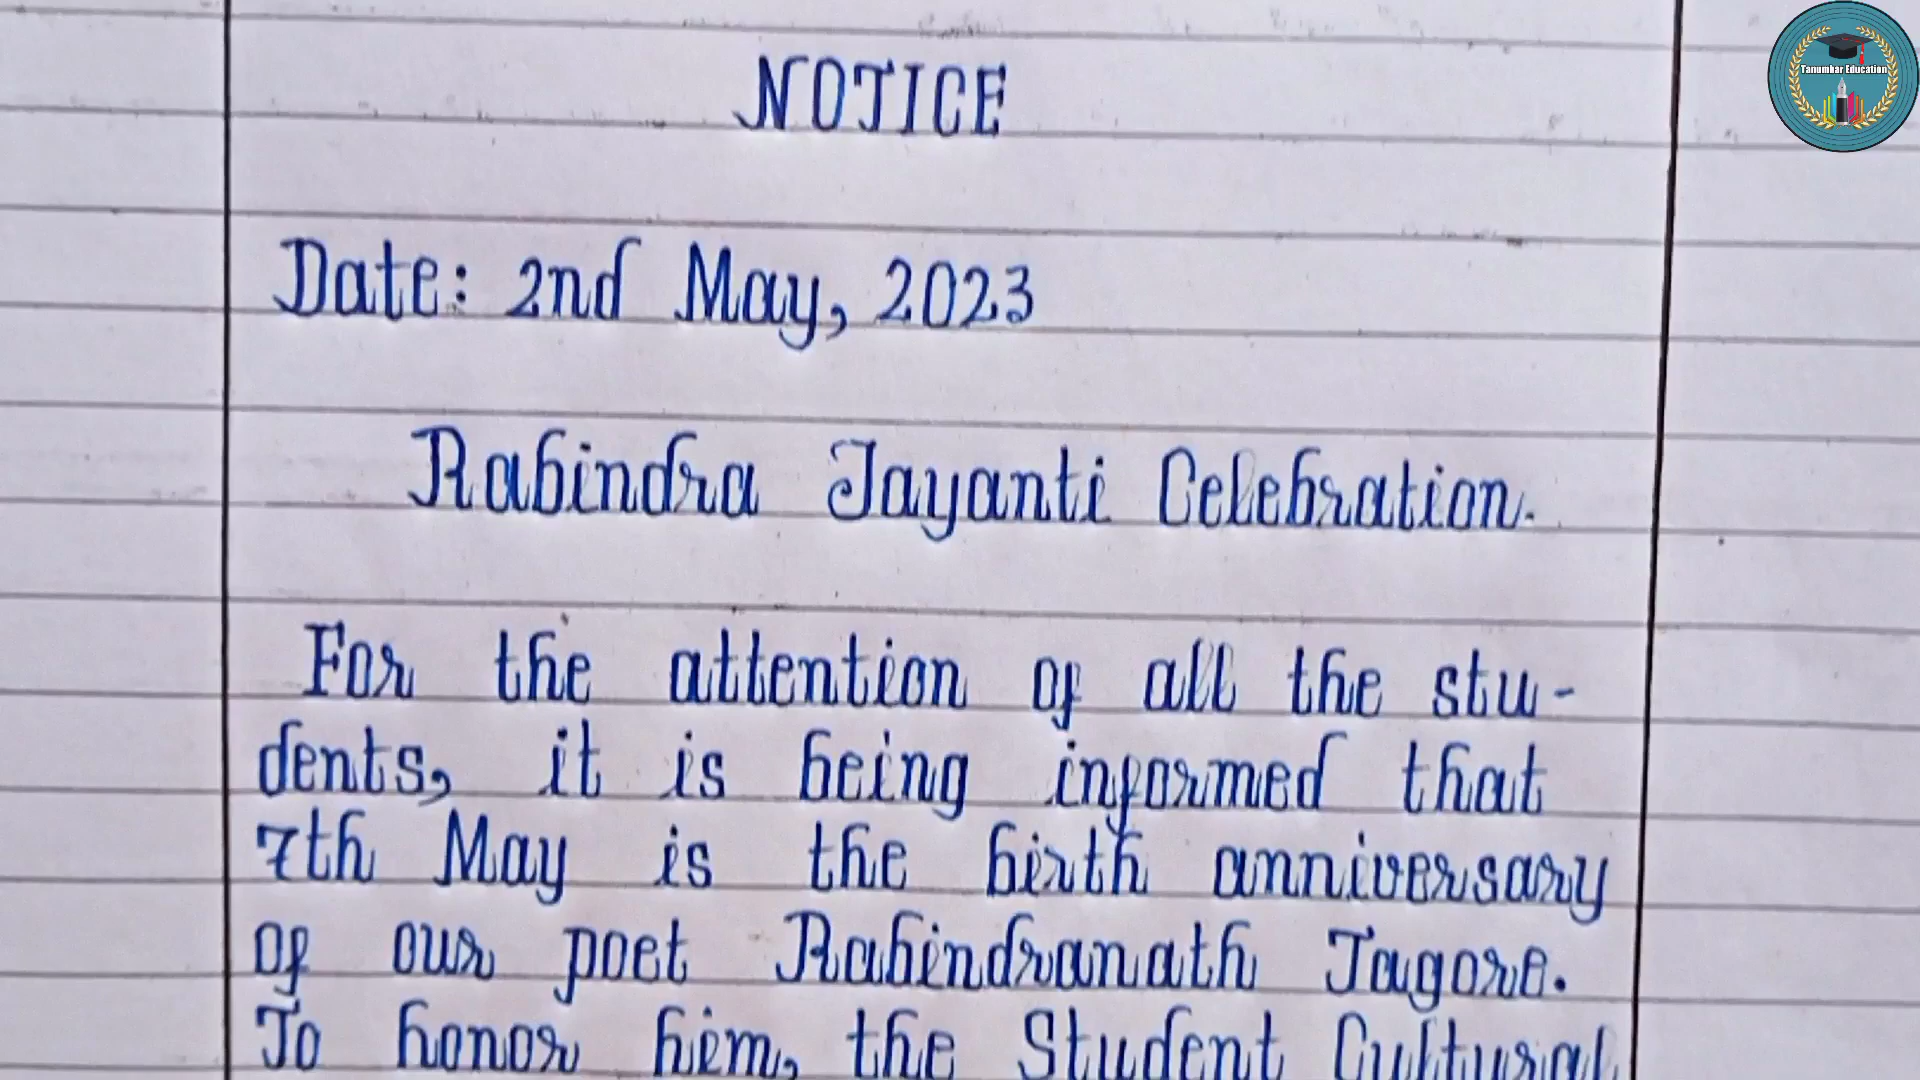 NOTICE
Tanumbar Education
Date: 2nd May, 2023
Rabindra Jayanti Celebration.
For the attention of all the stu-
dents, it is being informed that
7th May is the birth anniversary
of our poet Rabindranath Tagore.
To honor him, the Student Cultural